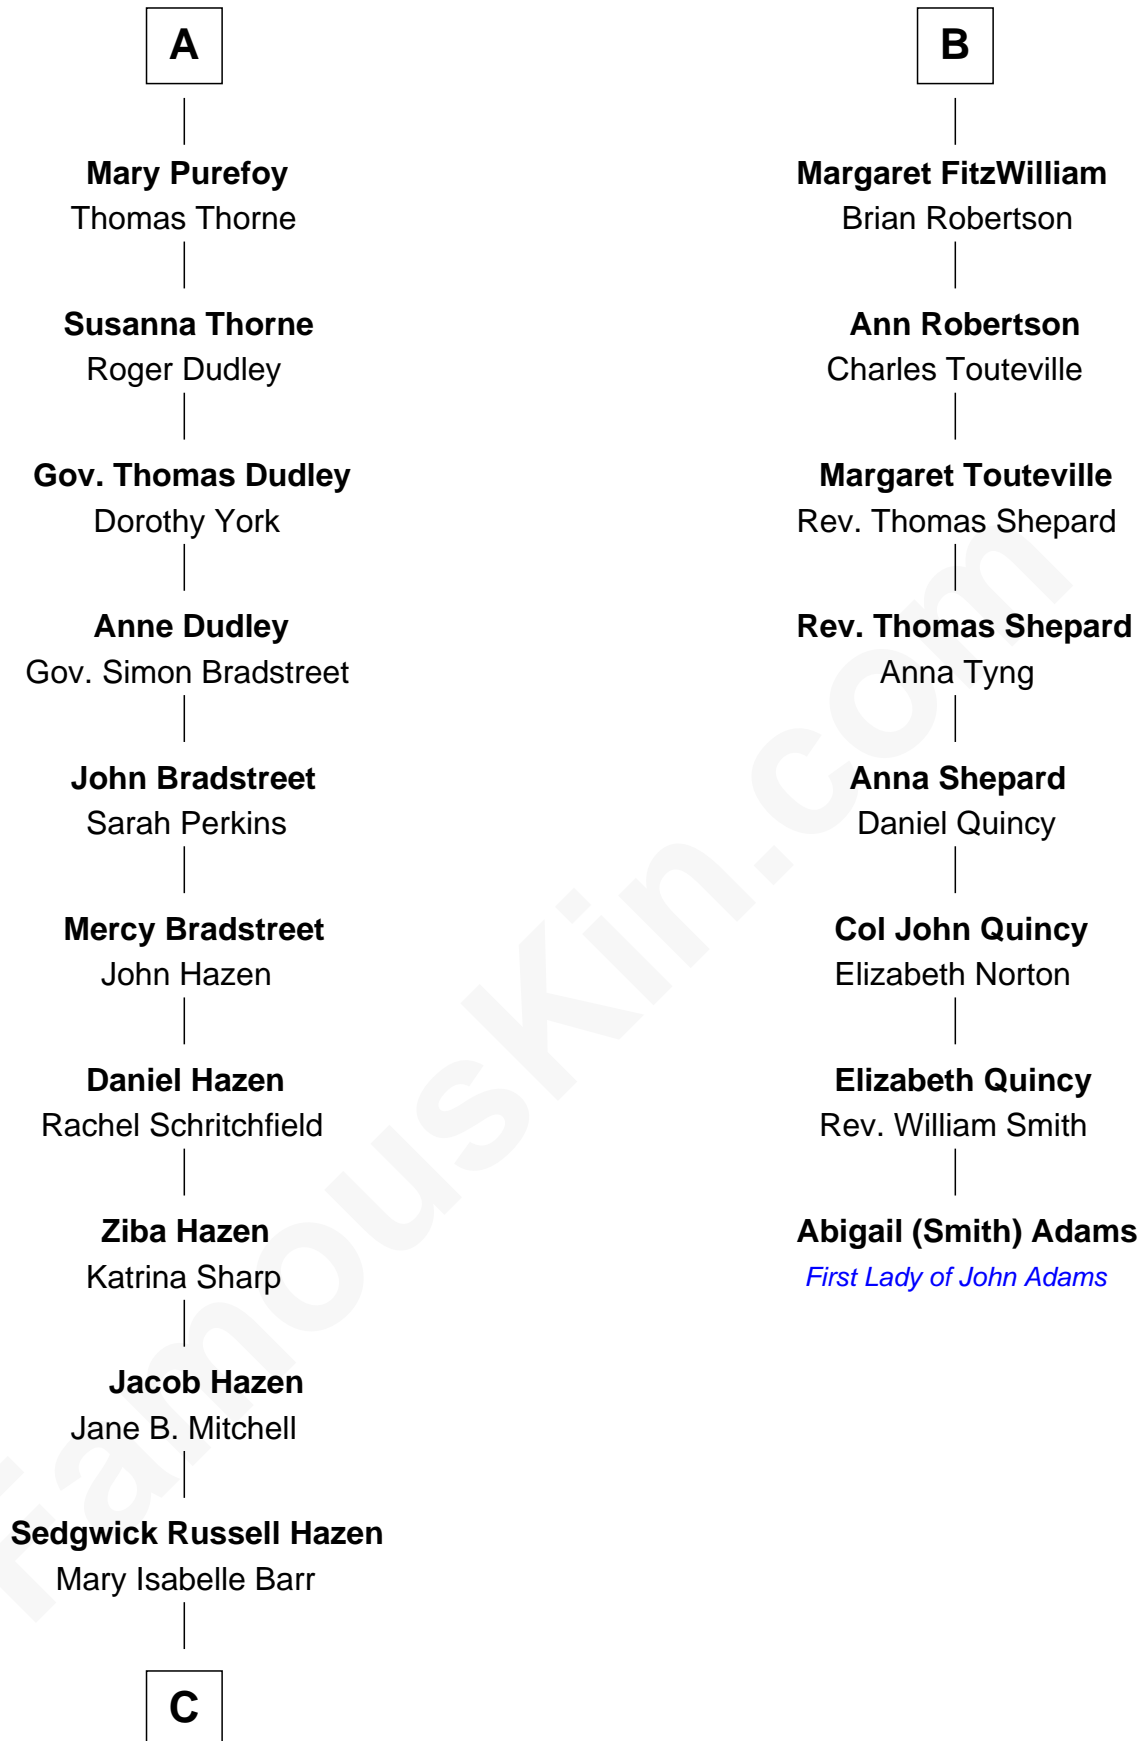 A
Mary Purefoy
Thomas Thorne
Susanna Thorne
Roger Dudley
Gov. Thomas Dudley
Dorothy York
Anne Dudley
Gov. Simon Bradstreet
John Bradstreet
Sarah Perkins
Mercy Bradstreet
John Hazen
Daniel Hazen
Rachel Schritchfield
Ziba Hazen
Katrina Sharp
Jacob Hazen
Jane B. Mitchell
Sedgwick Russell Hazen
Mary Isabelle Barr
C
B
Margaret FitzWilliam
Brian Robertson
Ann Robertson
Charles Touteville
Margaret Touteville
Rev. Thomas Shepard
Rev. Thomas Shepard
Anna Tyng
Anna Shepard
Daniel Quincy
Col John Quincy
Elizabeth Norton
Elizabeth Quincy
Rev. William Smith
Abigail (Smith) Adams
First Lady of John Adams
FamousKin.com